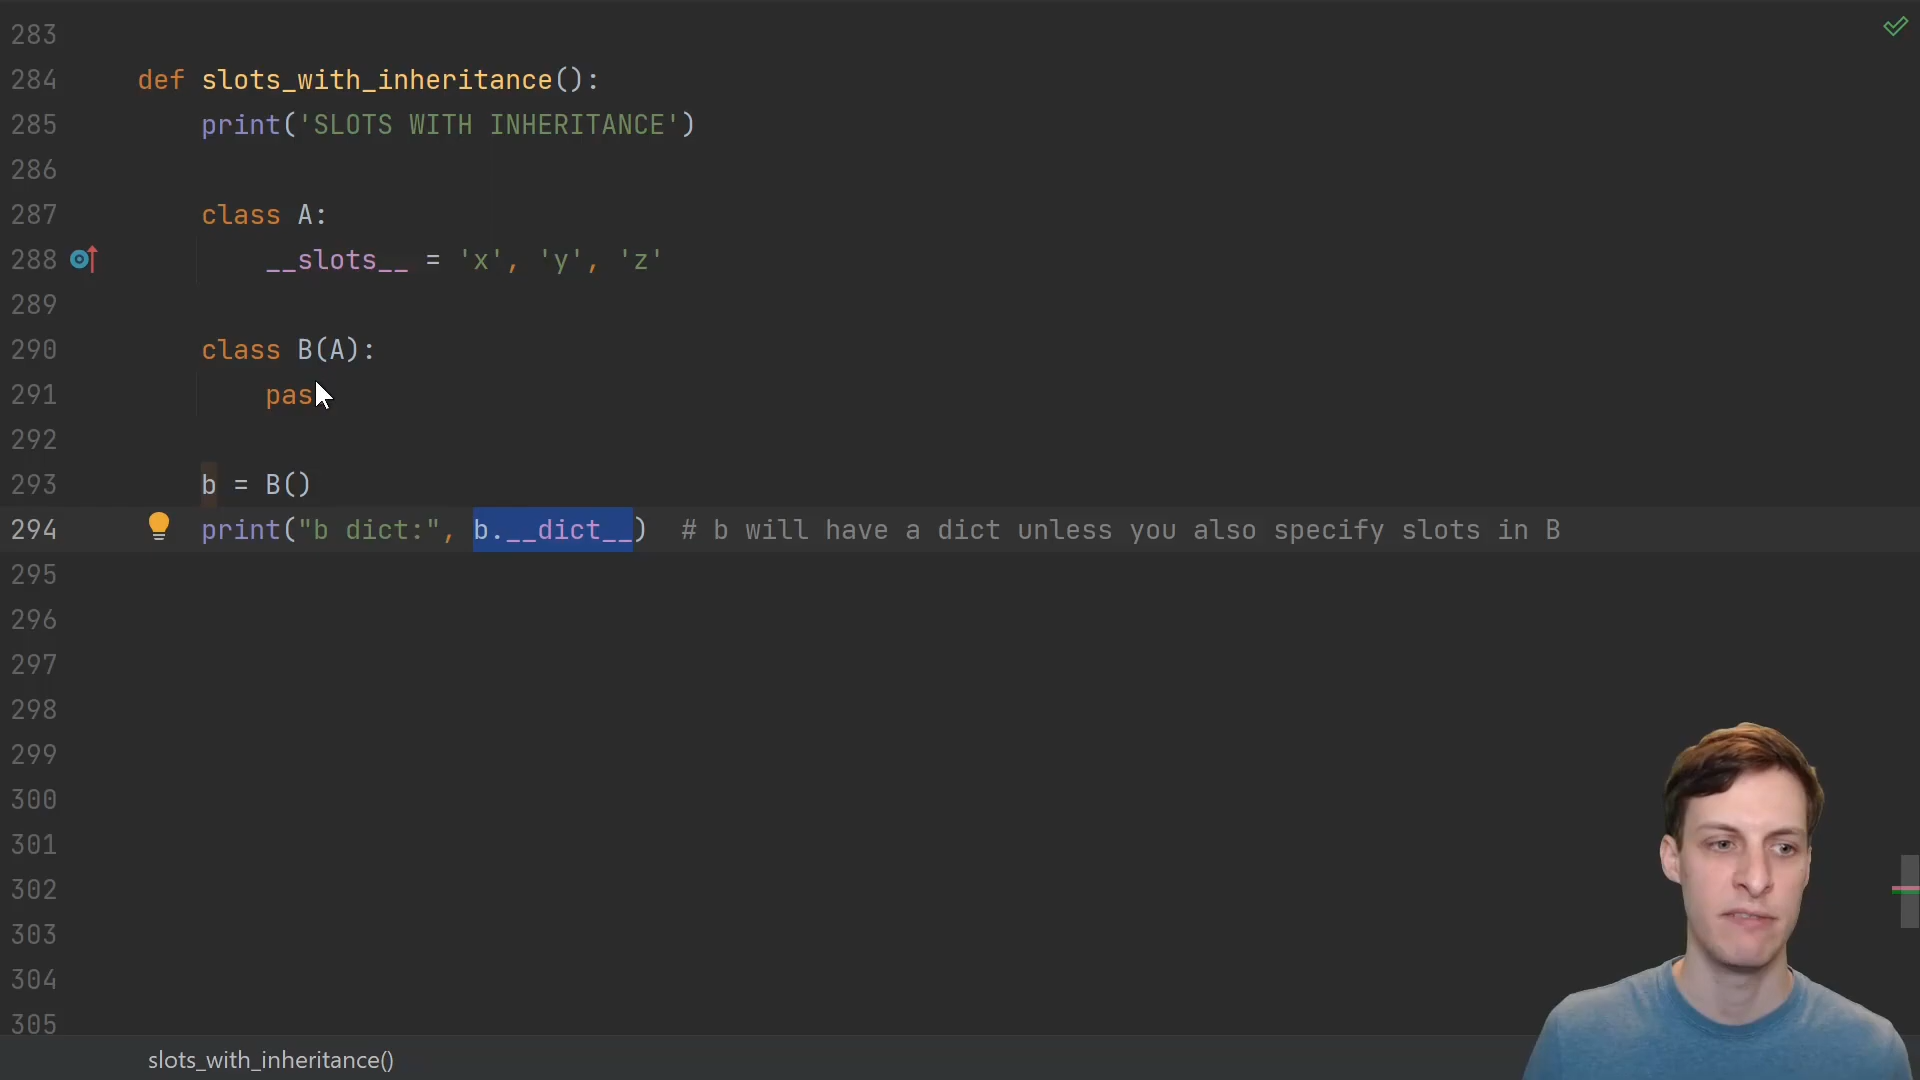 283
284 def slots_with_inheritance():
285 print('SLOTS WITH INHERITANCE')
286
287 class A:
288 __slots__ = 'x', 'y', 'z'
289
290 class B(A):
291 pas
292
293 b = B()
294 print("b dict:", b.__dict__) # b will have a dict unless you also specify slots in B
295
296
297
298
299
300
301
302
303
304
305
slots_with_inheritance()